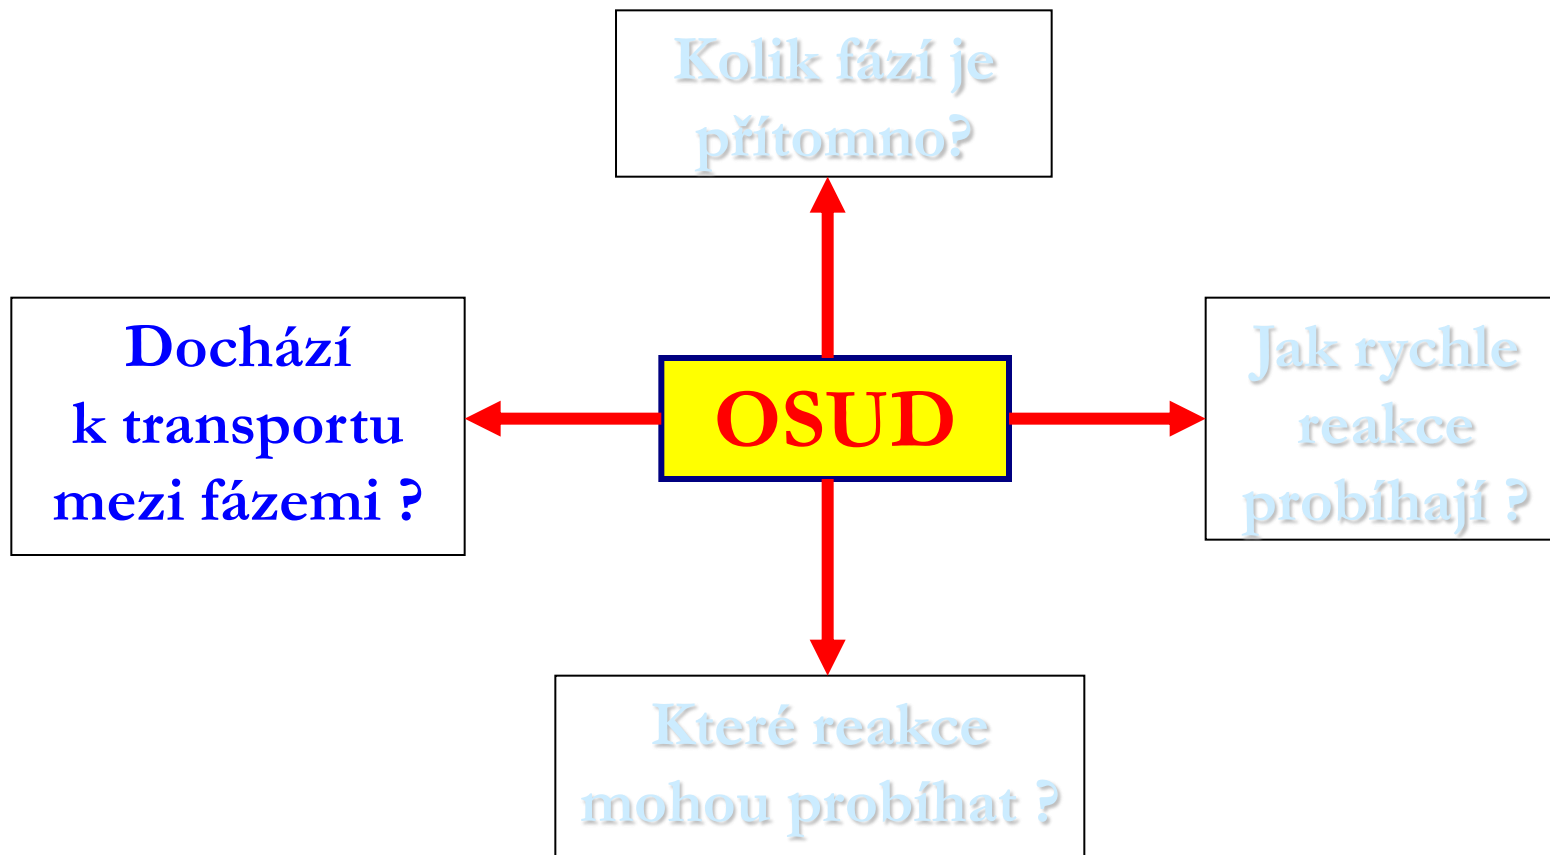 Kolik fází je
přítomno?
Dochází
k transportu
mezi fázemi ?
OSUD
Jak rychle
reakce
probíhají ?
Které reakce
mohou probíhat ?